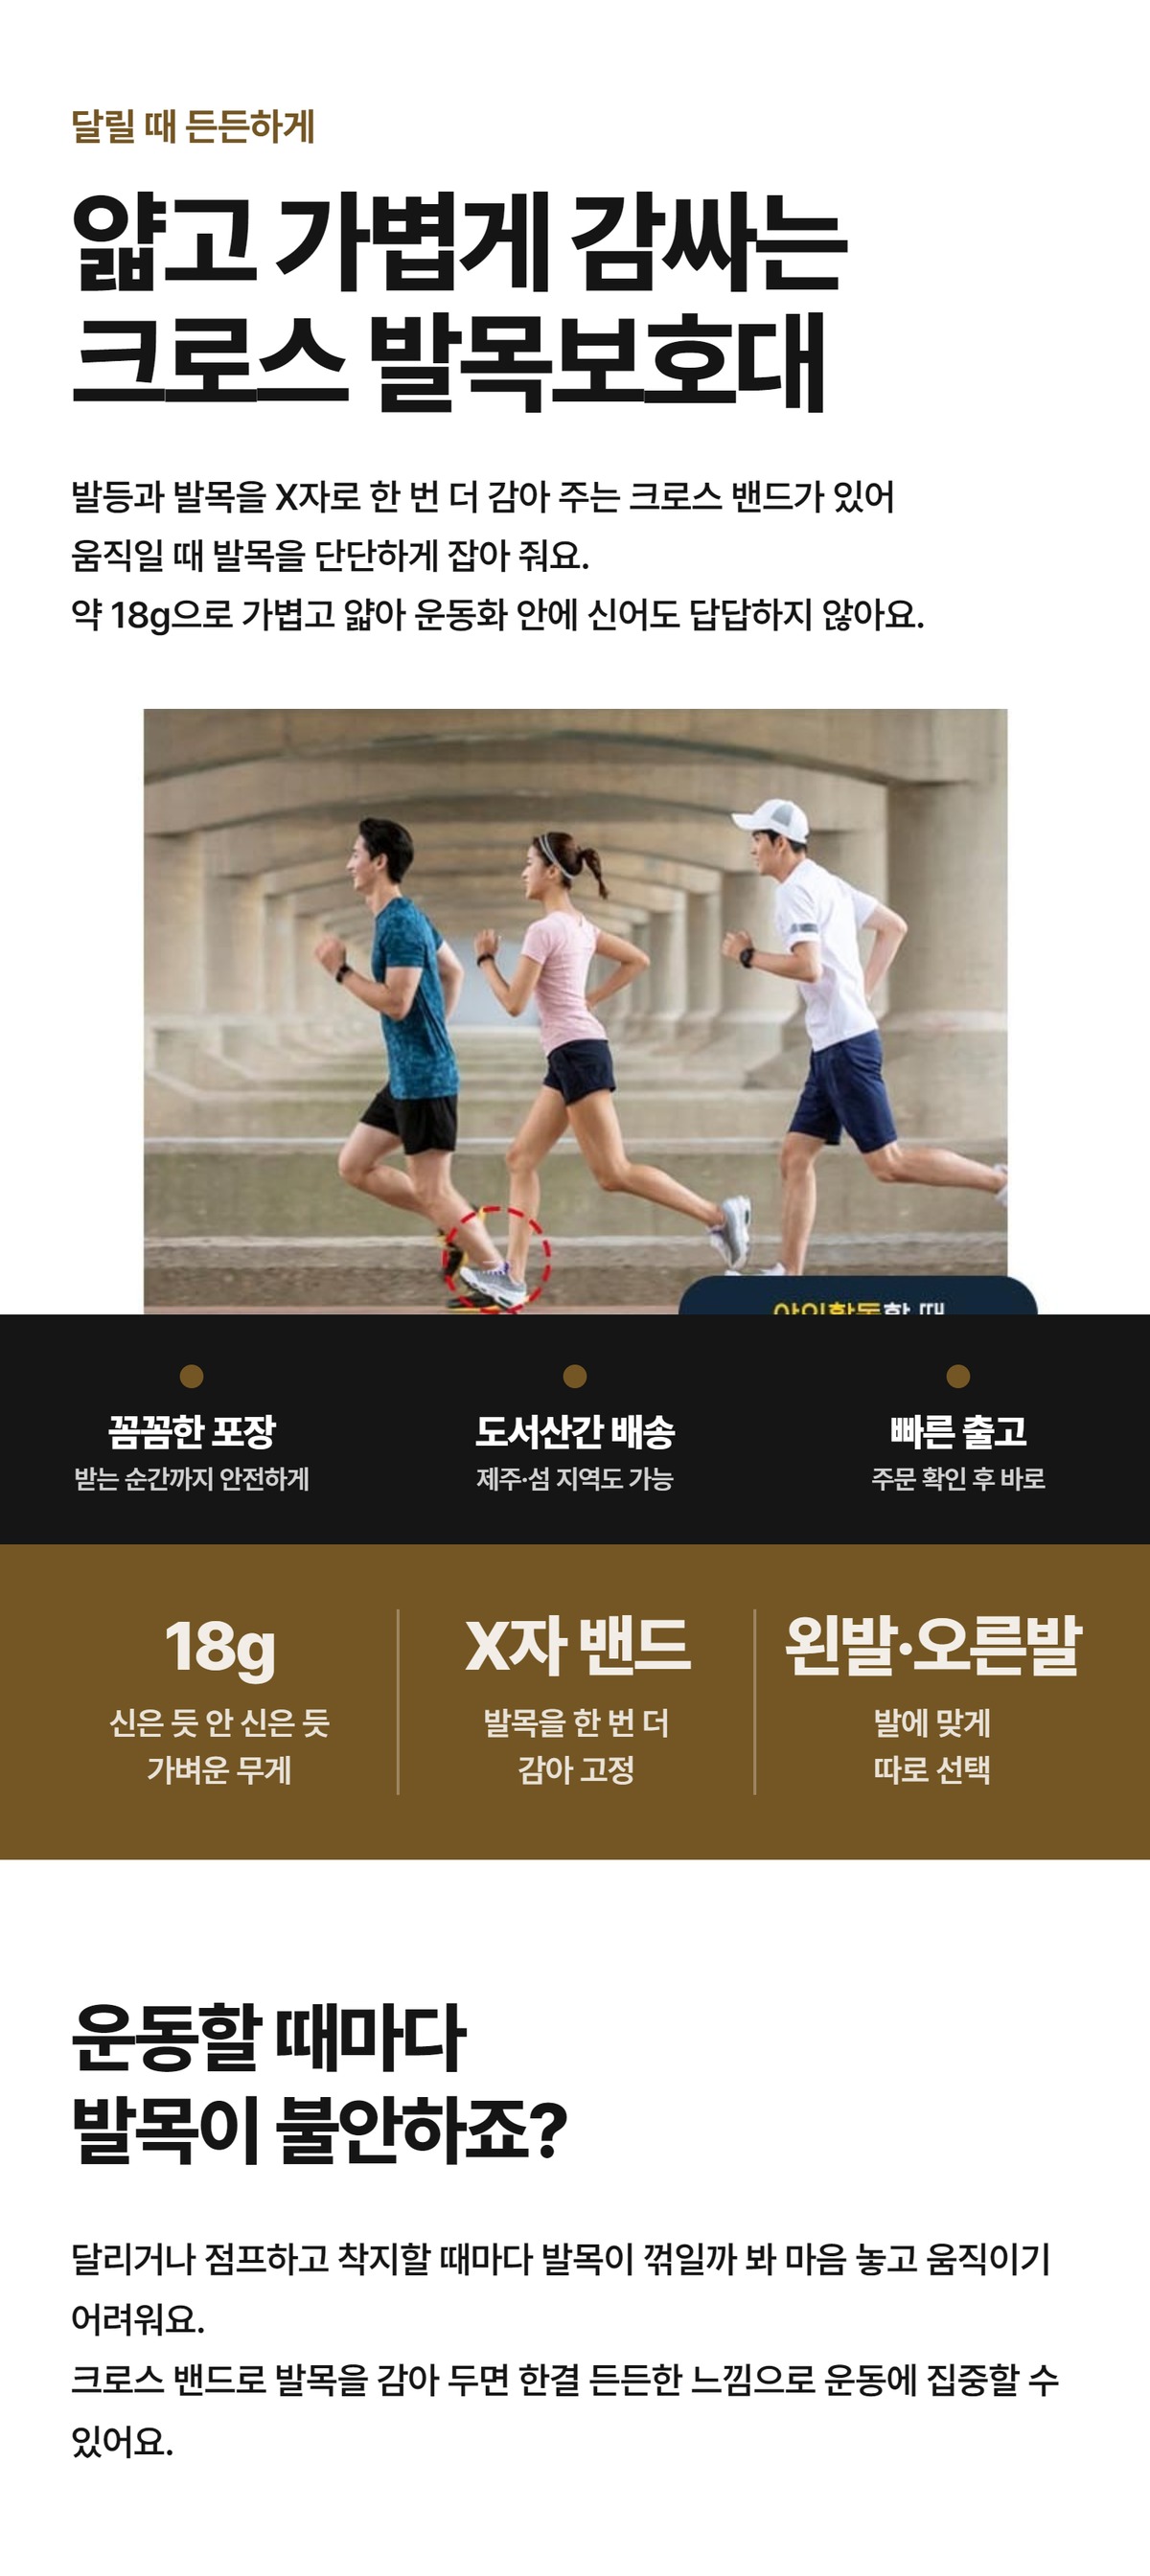 달릴 때 든든하게
얇고 가볍게 감싸는
크로스 발목보호대
발등과 발목을 X자로 한 번 더 감아 주는 크로스 밴드가 있어
움직일 때 발목을 단단하게 잡아 줘요.
약 18g으로 가볍고 얇아 운동화 안에 신어도 답답하지 않아요.
꼼꼼한 포장
받는 순간까지 안전하게
도서산간 배송
제주·섬 지역도 가능
빠른 출고
주문 확인 후 바로
18g
신은 듯 안 신은 듯
가벼운 무게
X자 밴드
발목을 한 번 더
감아 고정
왼발·오른발
발에 맞게
따로 선택
운동할 때마다
발목이 불안하죠?
달리거나 점프하고 착지할 때마다 발목이 꺾일까 봐 마음 놓고 움직이기
어려워요.
크로스 밴드로 발목을 감아 두면 한결 든든한 느낌으로 운동에 집중할 수
있어요.